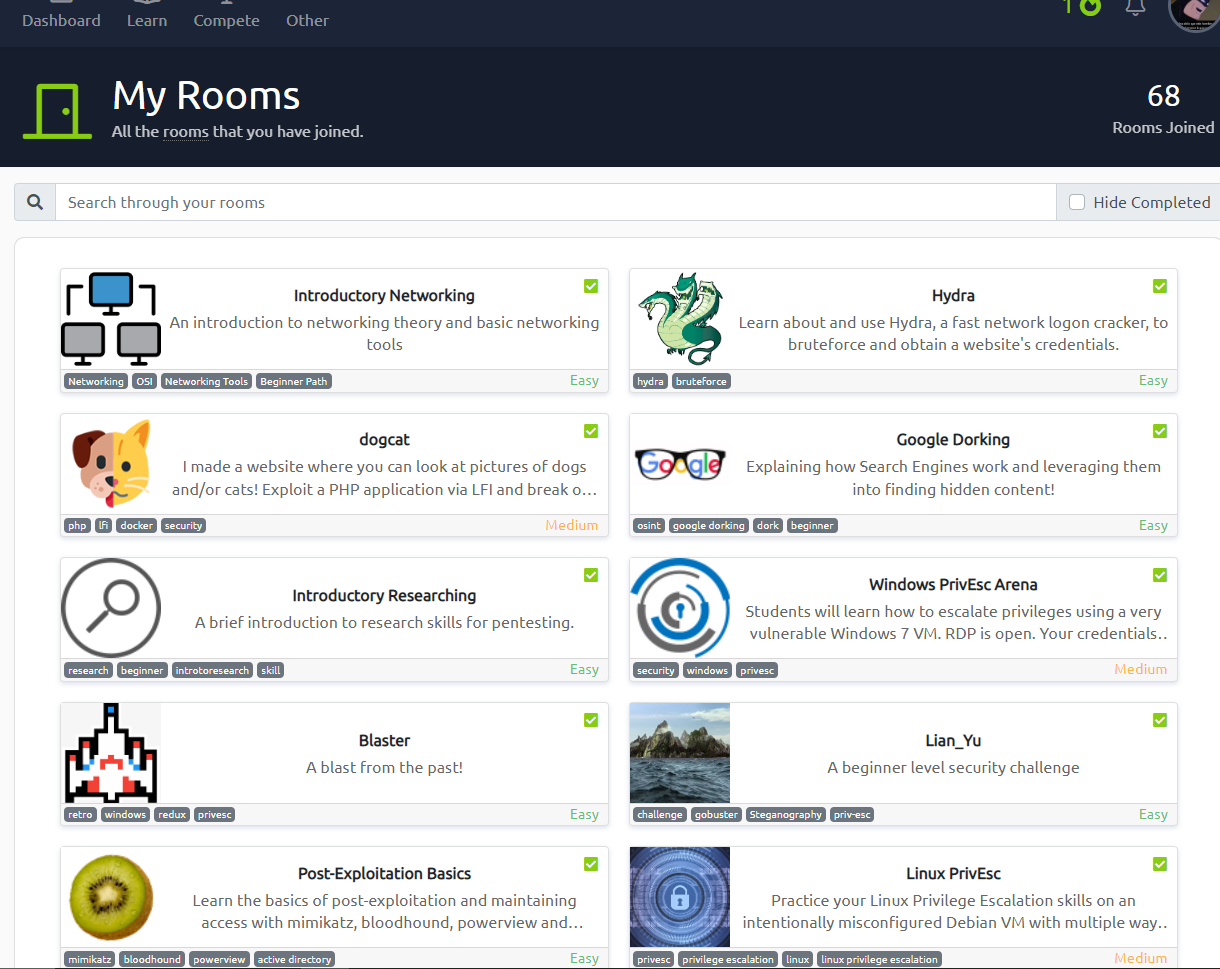 1
Dashboard Learn Compete Other
My Rooms
All the rooms that you have joined.
68
Rooms Joined
Search through your rooms
Hide Completed
Introductory Networking
An introduction to networking theory and basic networking
tools
Networking OSI Networking Tools Beginner Path
Easy
Hydra
Learn about and use Hydra, a fast network logon cracker, to
bruteforce and obtain a website's credentials.
hydra bruteforce
Easy
dogcat
I made a website where you can look at pictures of dogs
and/or cats! Exploit a PHP application via LFI and break o...
php lfi docker security
Medium
Google
Google Dorking
Explaining how Search Engines work and leveraging them
into finding hidden content!
osint google dorking dork beginner
Easy
Introductory Researching
A brief introduction to research skills for pentesting.
research beginner introtoresearch skill
Easy
Windows PrivEsc Arena
Students will learn how to escalate privileges using a very
vulnerable Windows 7 VM. RDP is open. Your credentials..
security windows privesc
Medium
Blaster
A blast from the past!
retro windows redux privesc
Easy
Lian_Yu
A beginner level security challenge
challenge gobuster Steganography priv-esc
Easy
Post-Exploitation Basics
Learn the basics of post-exploitation and maintaining
access with mimikatz, bloodhound, powerview and...
mimikatz bloodhound powerview active directory
Easy
Linux PrivEsc
Practice your Linux Privilege Escalation skills on an
intentionally misconfigured Debian VM with multiple way..
privesc privilege escalation linux linux privilege escalation
Medium